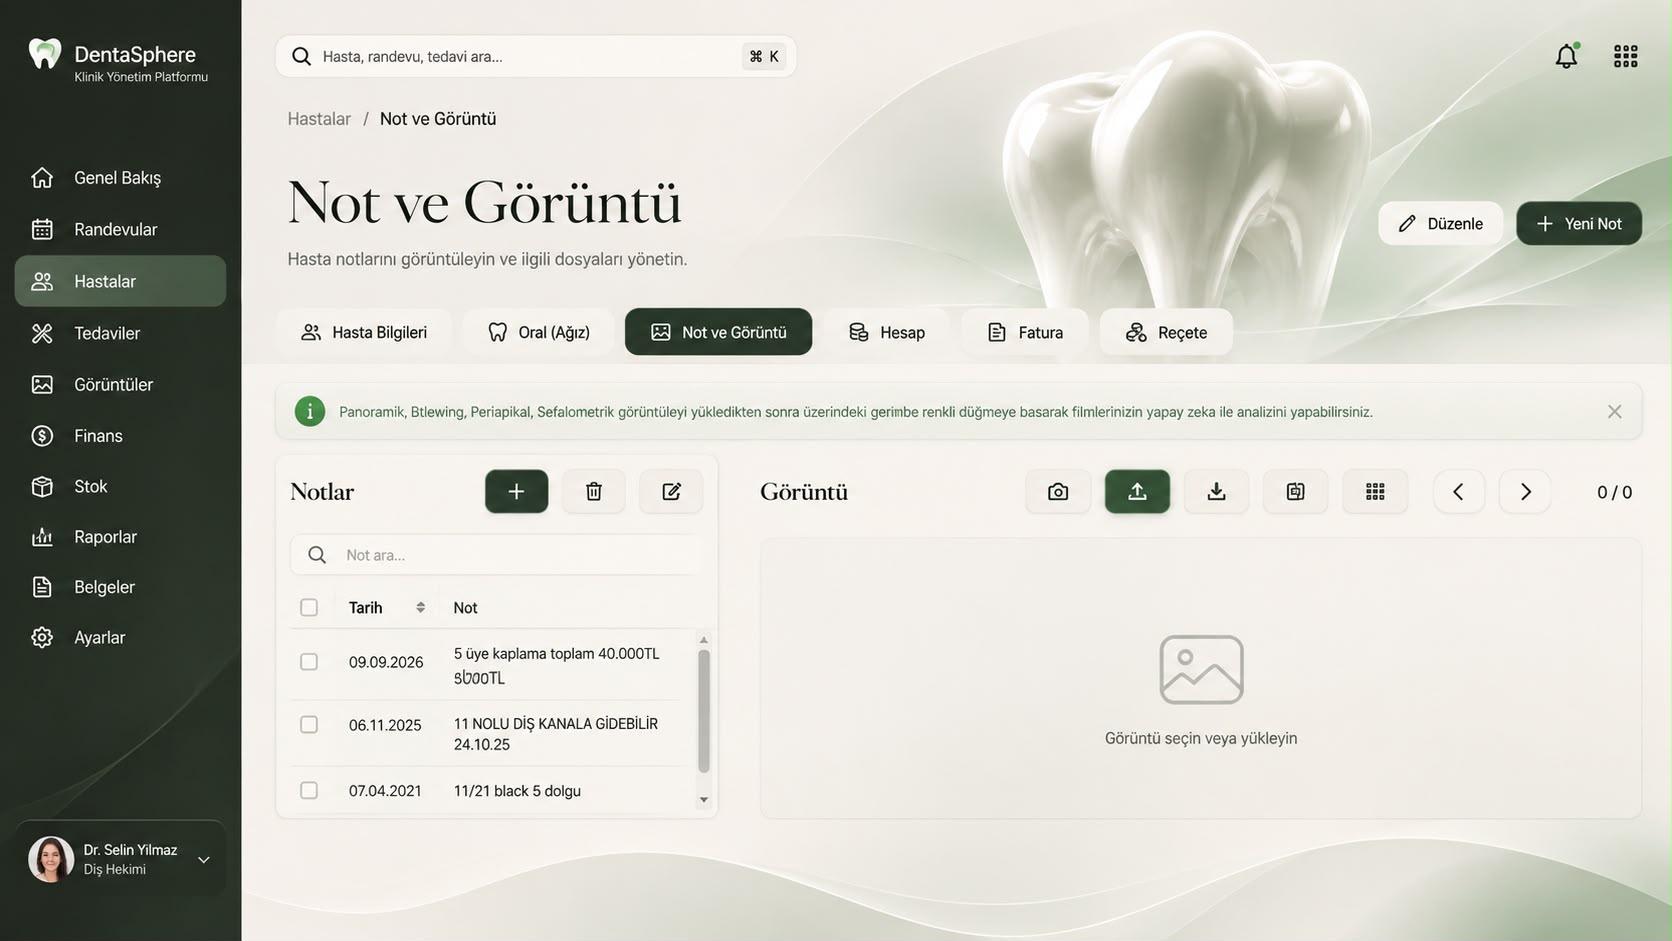 DentaSphere
Klinik Yönetim Platformu
Genel Bakış
Randevular
Hastalar
Tedaviler
Görüntüler
Finans
Stok
Raporlar
Belgeler
Ayarlar
Dr. Selin Yılmaz
Diş Hekimi
Hasta, randevu, tedavi ara...
⌘ K
Hastalar / Not ve Görüntü
Not ve Görüntü
Hasta notlarını görüntüleyin ve ilgili dosyaları yönetin.
Düzenle
Yeni Not
Hasta Bilgileri
Oral (Ağız)
Not ve Görüntü
Hesap
Fatura
Reçete
Panoramik, Btlewing, Periapikal, Sefalometrik görüntüleyi yükledikten sonra üzerindeki gerimbe renkli düğmeye basarak filmlerinizin yapay zeka ile analizini yapabilirsiniz.
Notlar
Not ara...
Tarih Not
09.09.2026 5 üye kaplama toplam 40.000TL
06.11.2025 11 NOLU DİŞ KANALA GİDEBİLİR
24.10.25
07.04.2021 11/21 black 5 dolgu
Görüntü
0 / 0
Görüntü seçin veya yükleyin